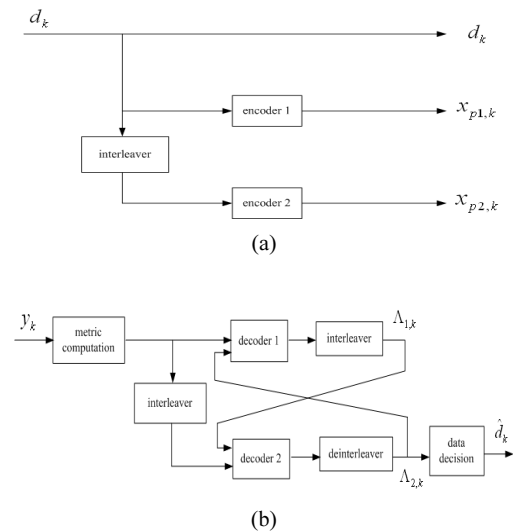 d_k
d_k
encoder 1
x_{p1,k}
interleaver
encoder 2
x_{p2,k}
(a)
y_k
metric computation
decoder 1
interleaver
Λ_{1,k}
interleaver
decoder 2
deinterleaver
Λ_{2,k}
data decision
\hat{d}_k
(b)